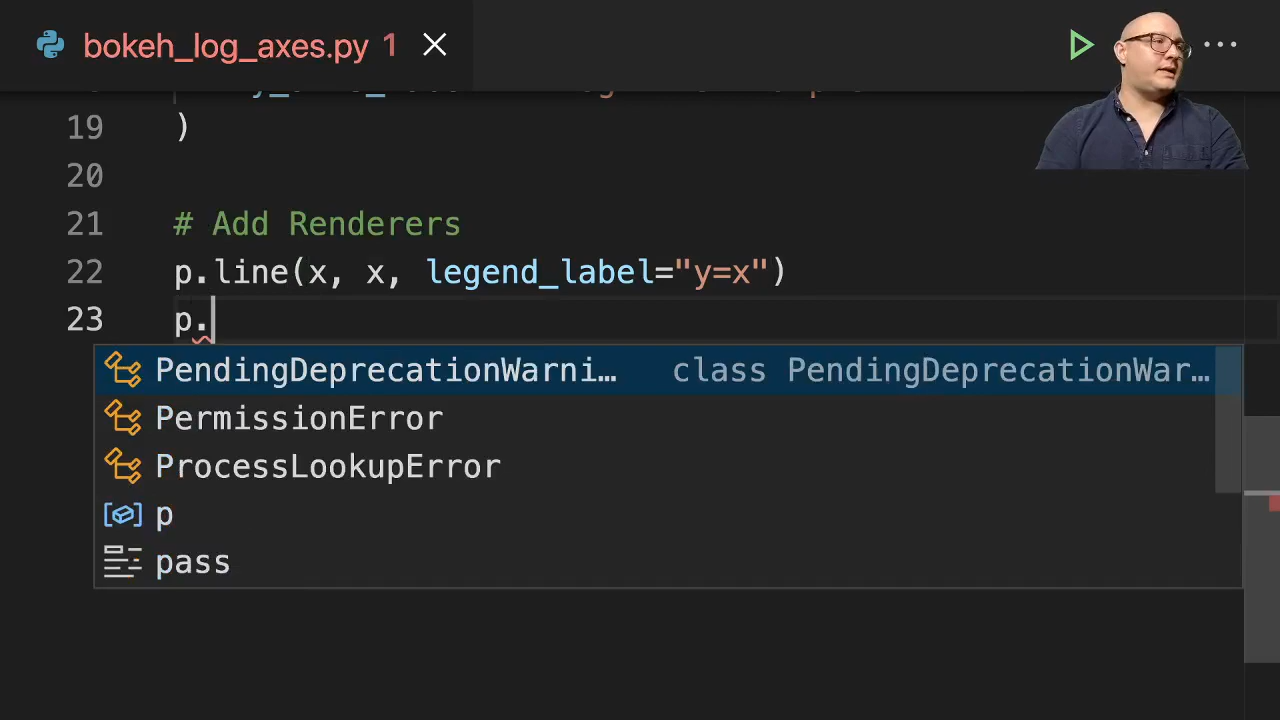 bokeh_log_axes.py 1
19 )
20
21 # Add Renderers
22 p.line(x, x, legend_label="y=x")
23 p.
PendingDeprecationWarni… class PendingDeprecationWar…
PermissionError
ProcessLookupError
p
pass